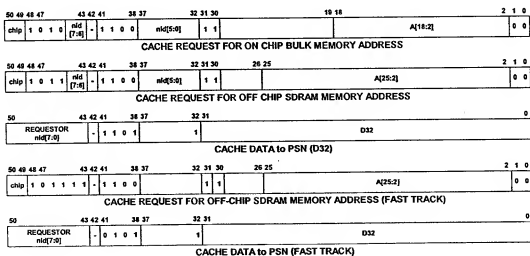 50 49 48 47 43 42 41 38 37 32 31 30 19 18 2 1 0
chip 1 0 1 0 nid [7:6] - 1 1 0 0 nid[5:0] 1 1 A[18:2] 0 0
CACHE REQUEST FOR ON CHIP BULK MEMORY ADDRESS
50 49 48 47 43 42 41 38 37 32 31 30 26 25 2 1 0
chip 1 0 1 1 nid [7:6] - 1 1 0 0 nid[5:0] 1 1 A[25:2] 0 0
CACHE REQUEST FOR OFF CHIP SDRAM MEMORY ADDRESS
50 43 42 41 38 37 32 31 0
REQUESTOR nid[7:0] - 1 1 0 1 1 D32
CACHE DATA to PSN (D32)
50 49 48 47 43 42 41 38 37 32 31 30 26 25 2 1 0
chip 1 0 1 1 1 1 - 1 1 0 0 1 1 A[25:2] 0 0
CACHE REQUEST FOR OFF-CHIP SDRAM MEMORY ADDRESS (FAST TRACK)
50 43 42 41 38 37 32 31 0
REQUESTOR nid[7:0] - 0 1 0 1 1 D32
CACHE DATA to PSN (FAST TRACK)